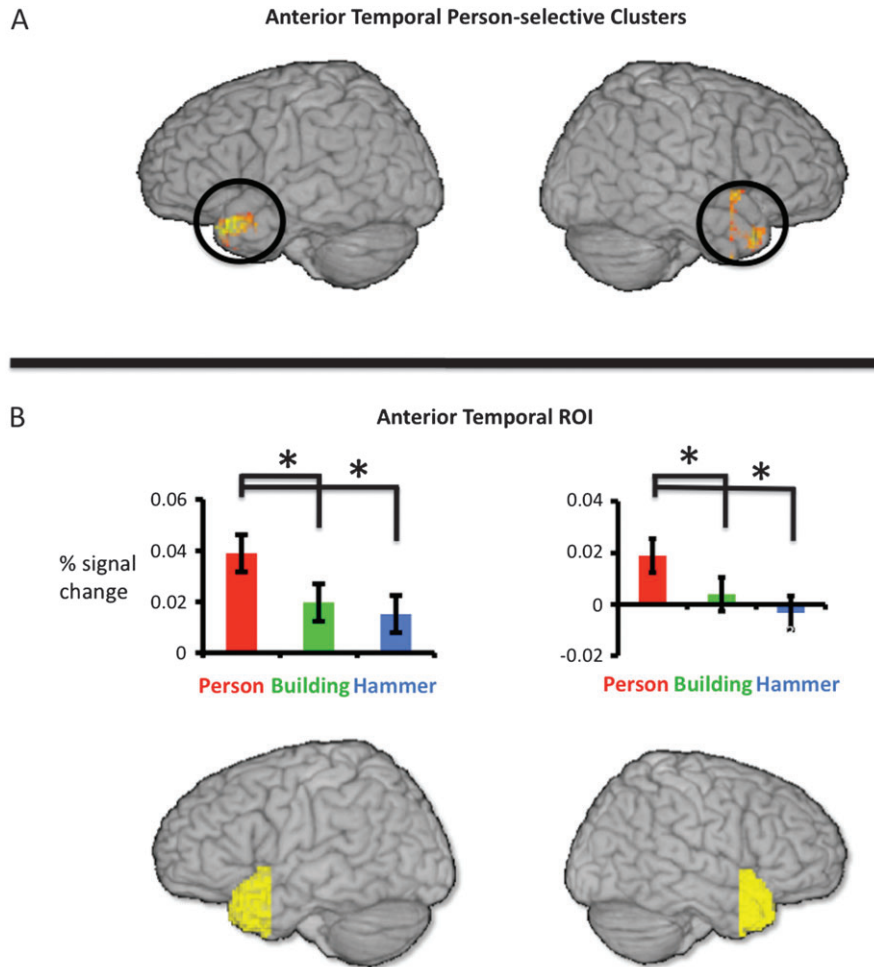 A
Anterior Temporal Person-selective Clusters
B
Anterior Temporal ROI
* *
0.06
0.04
0.02
0
% signal
change
Person Building Hammer
* *
0.04
0.02
0
-0.02
Person Building Hammer